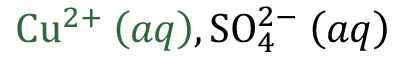 Cu²⁺ (aq), SO₄²⁻ (aq)